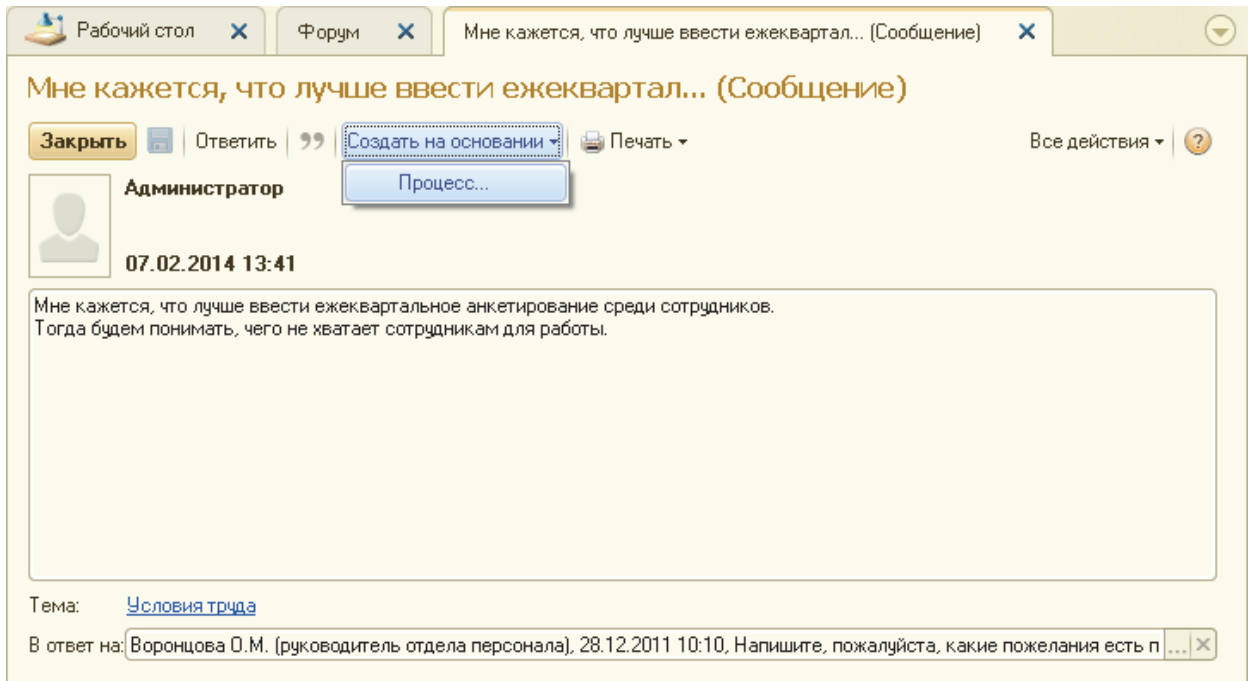 Рабочий стол
Форум
Мне кажется, что лучше ввести ежеквартал... (Сообщение)
Мне кажется, что лучше ввести ежеквартал... (Сообщение)
Закрыть Ответить Создать на основании Печать Все действия ?
Процесс...
Администратор
07.02.2014 13:41
Мне кажется, что лучше ввести ежеквартальное анкетирование среди сотрудников.
Тогда будем понимать, чего не хватает сотрудникам для работы.
Тема: Условия труда
В ответ на: Воронцова О.М. (руководитель отдела персонала), 28.12.2011 10:10, Напишите, пожалуйста, какие пожелания есть п ...